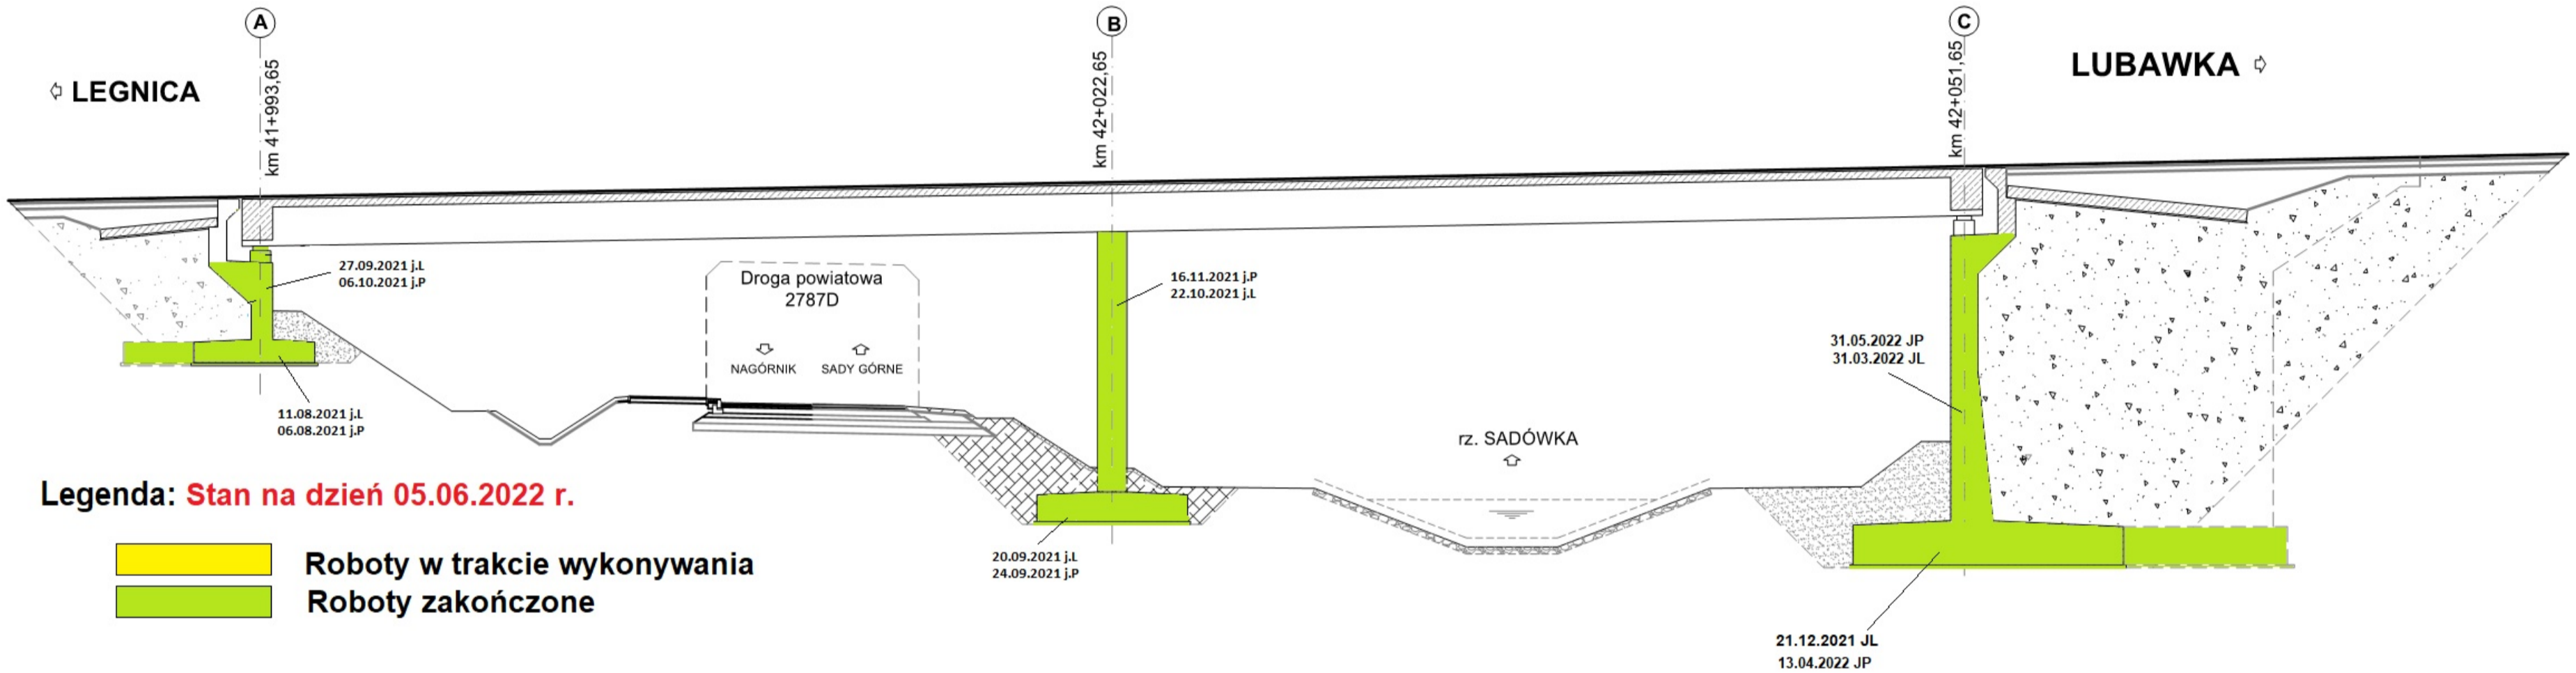 A
B
C
km 41+993,65
km 42+022,65
km 42+051,65
LEGNICA
LUBAWKA
27.09.2021 j.L
06.10.2021 j.P
Droga powiatowa
2787D
NAGÓRNIK SADY GÓRNE
16.11.2021 j.P
22.10.2021 j.L
31.05.2022 JP
31.03.2022 JL
11.08.2021 j.L
06.08.2021 j.P
rz. SADÓWKA
Legenda: Stan na dzień 05.06.2022 r.
20.09.2021 j.L
24.09.2021 j.P
Roboty w trakcie wykonywania
Roboty zakończone
21.12.2021 JL
13.04.2022 JP